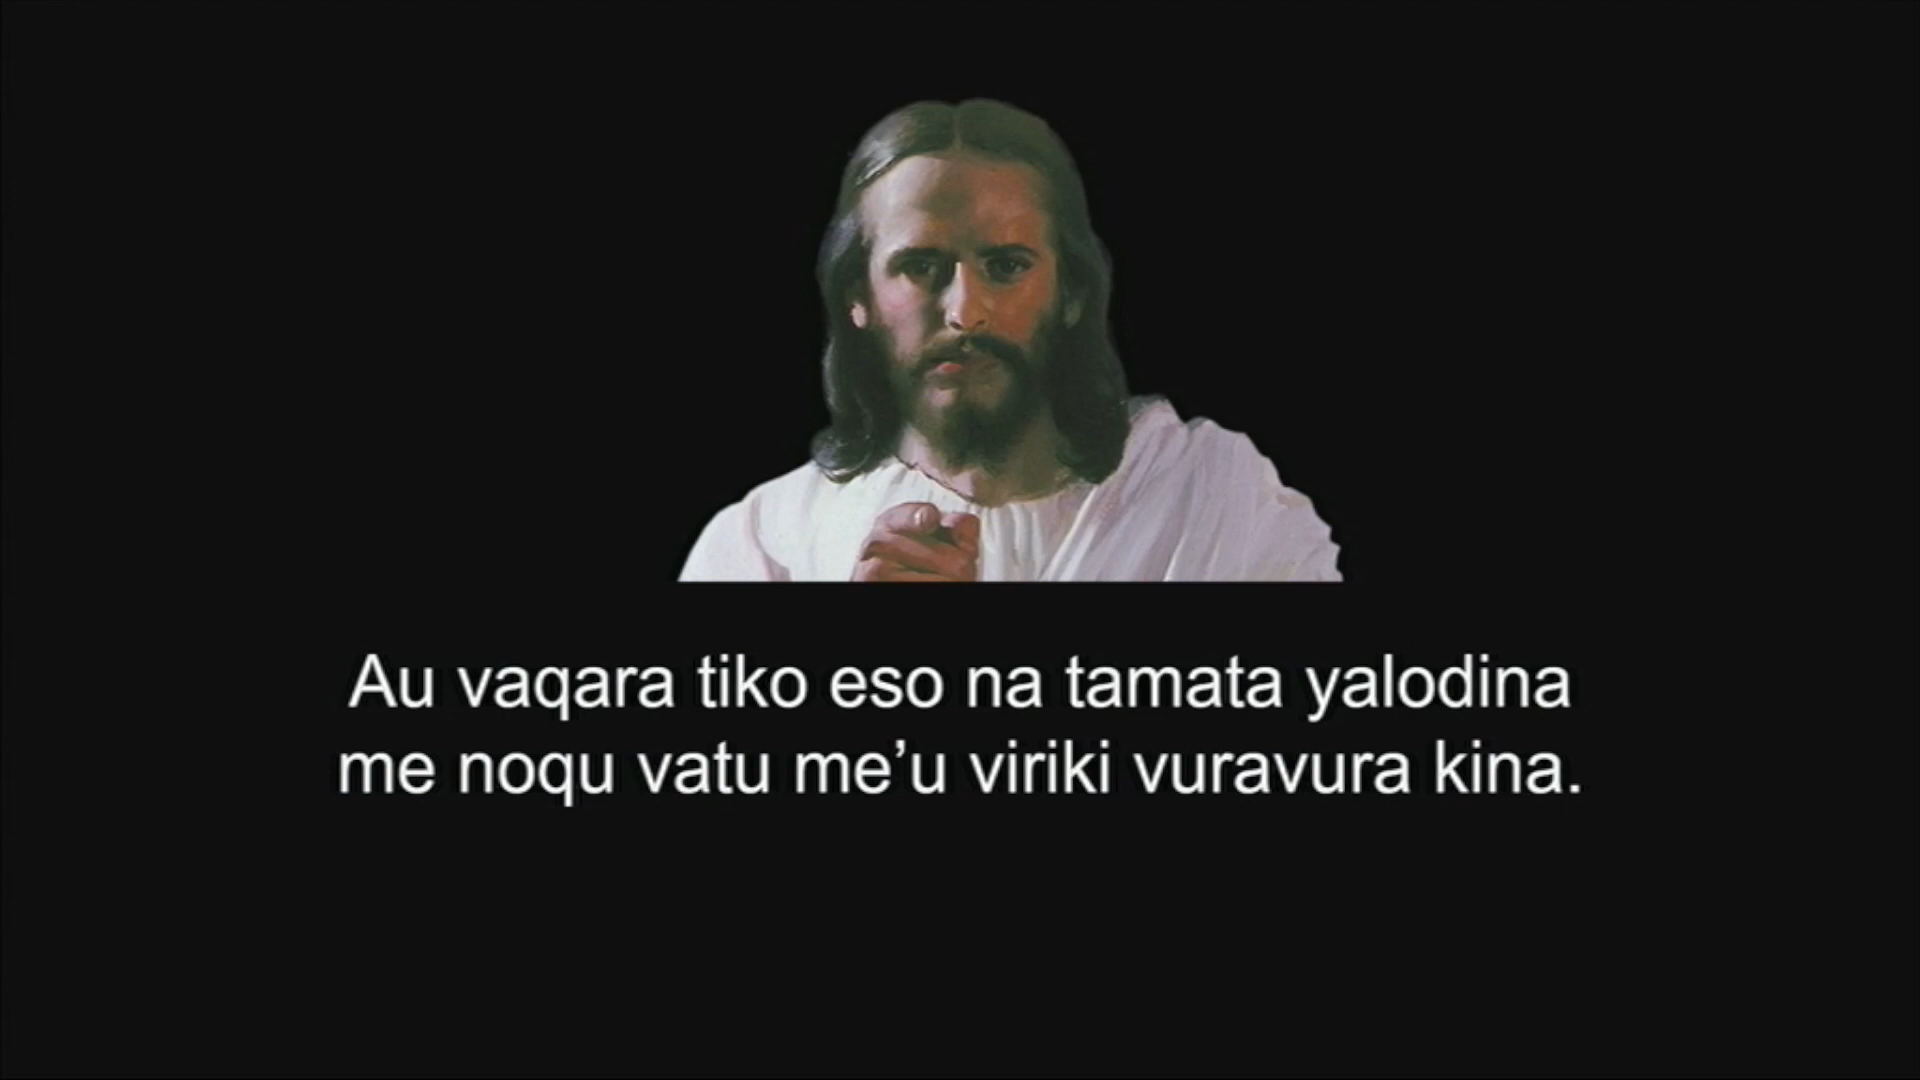 Au vaqara tiko eso na tamata yalodina
me noqu vatu me’u viriki vuravura kina.